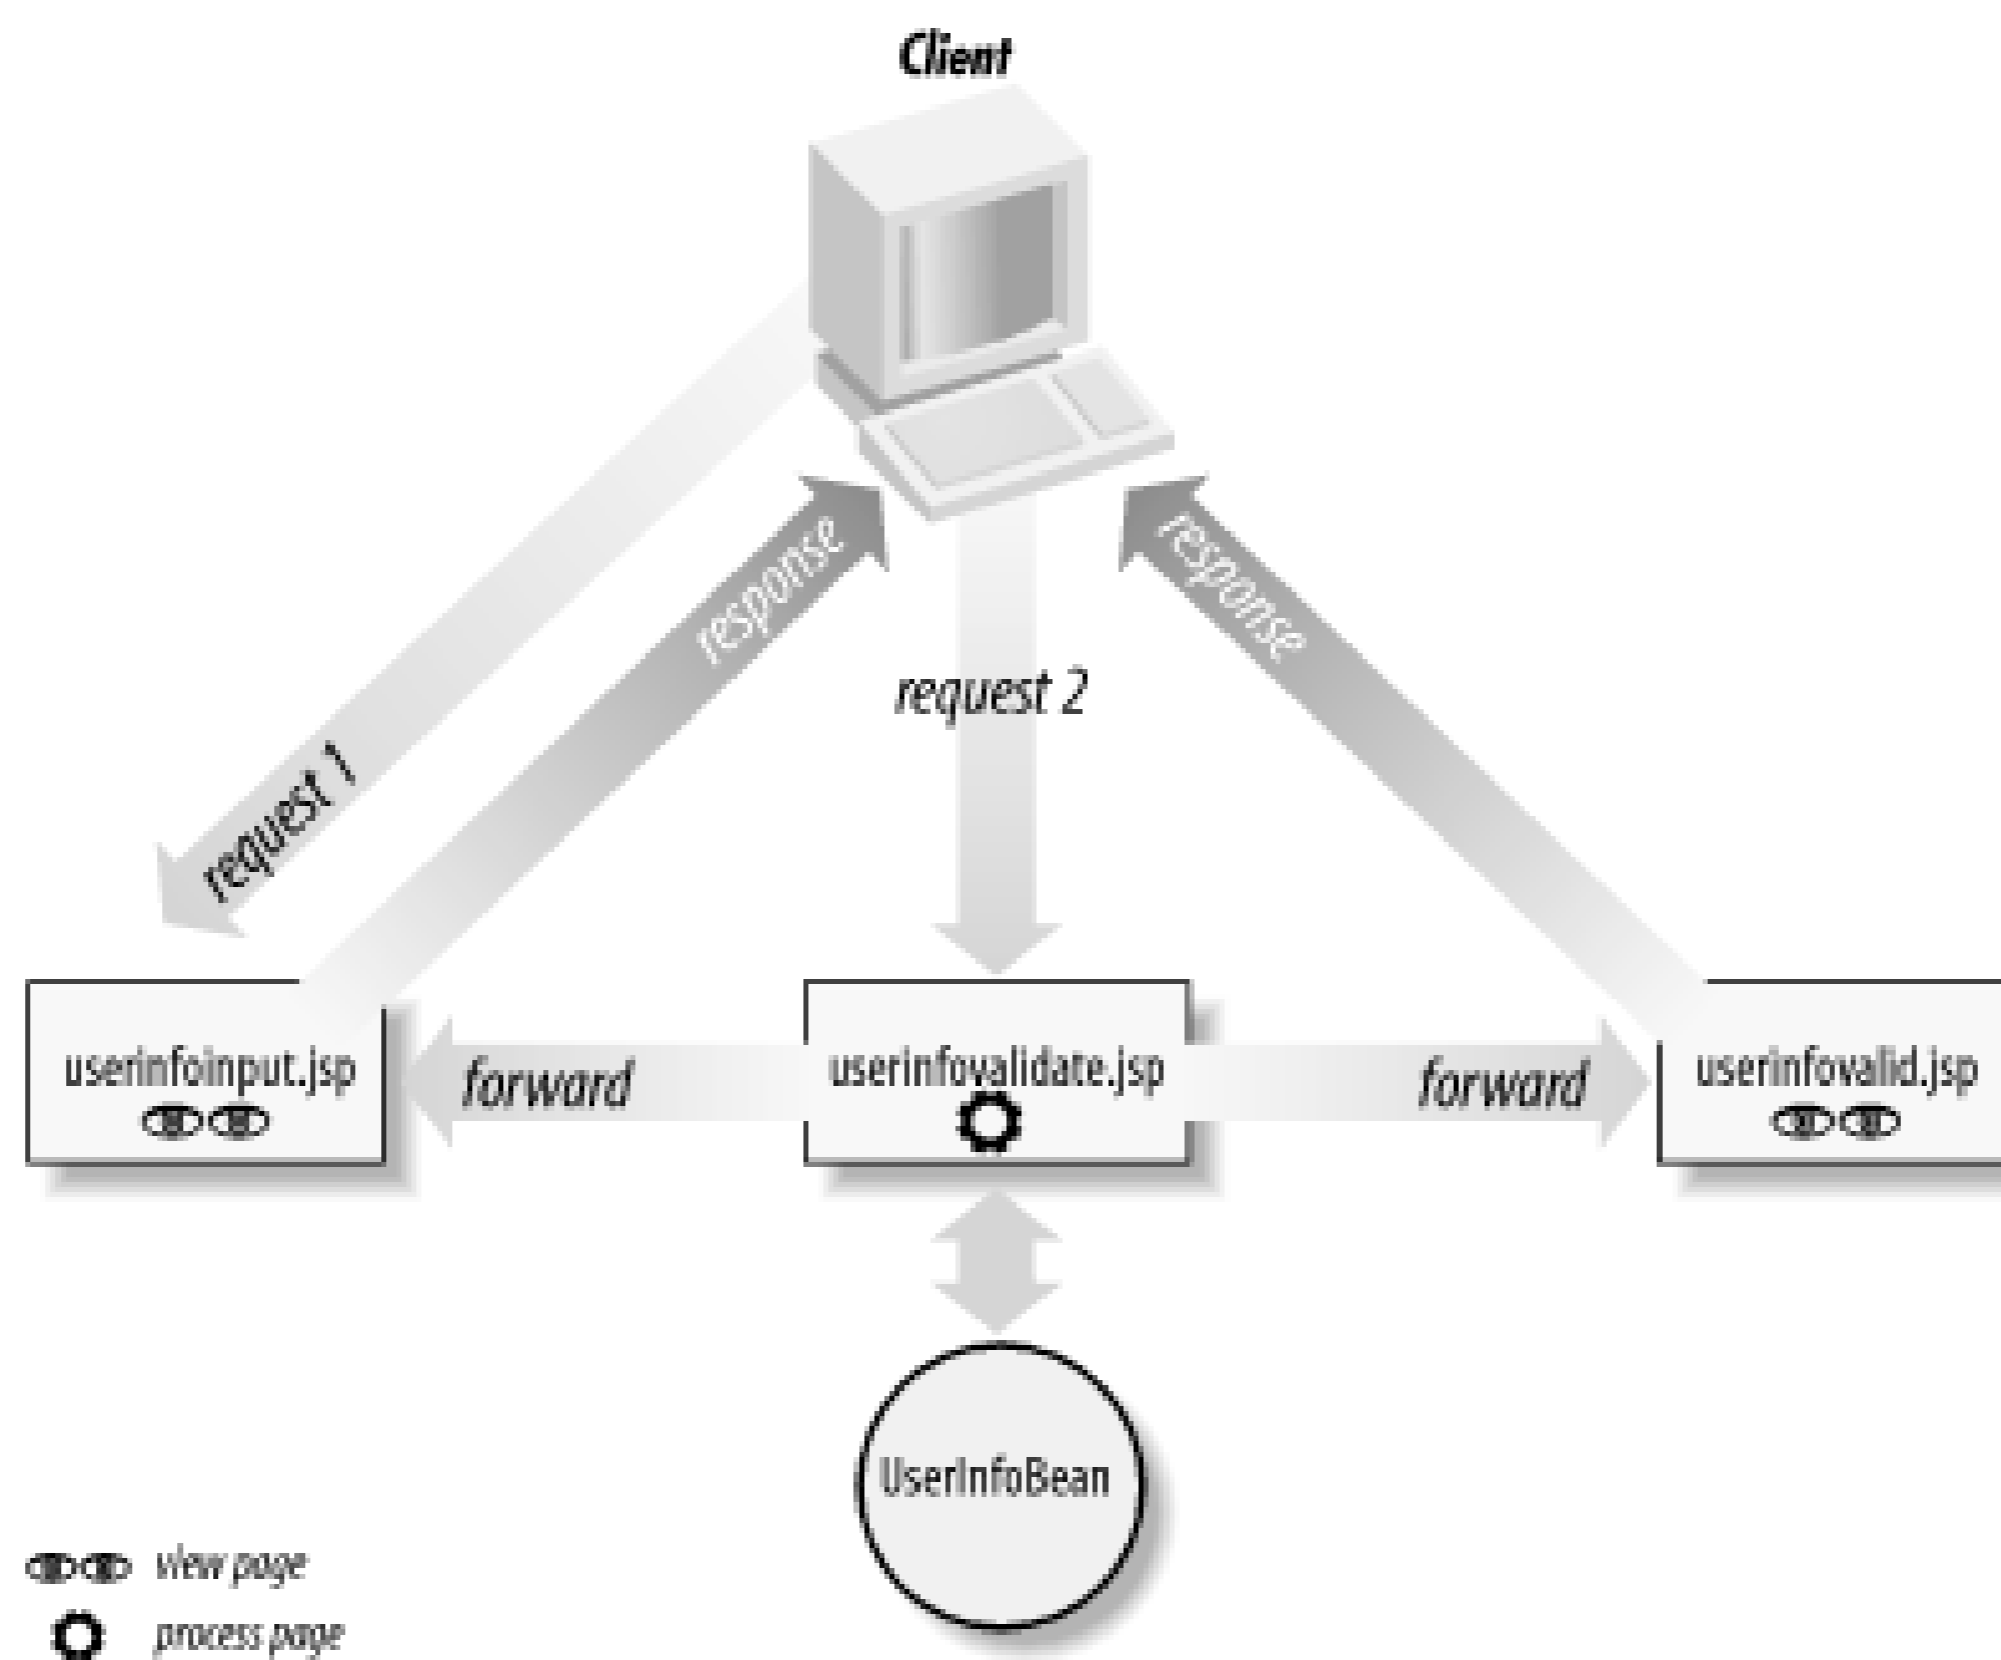 Client
response
response
request 2
request 1
userinfoinput.jsp
forward
userinfovalidate.jsp
forward
userinfovalid.jsp
UserInfoBean
view page
process page